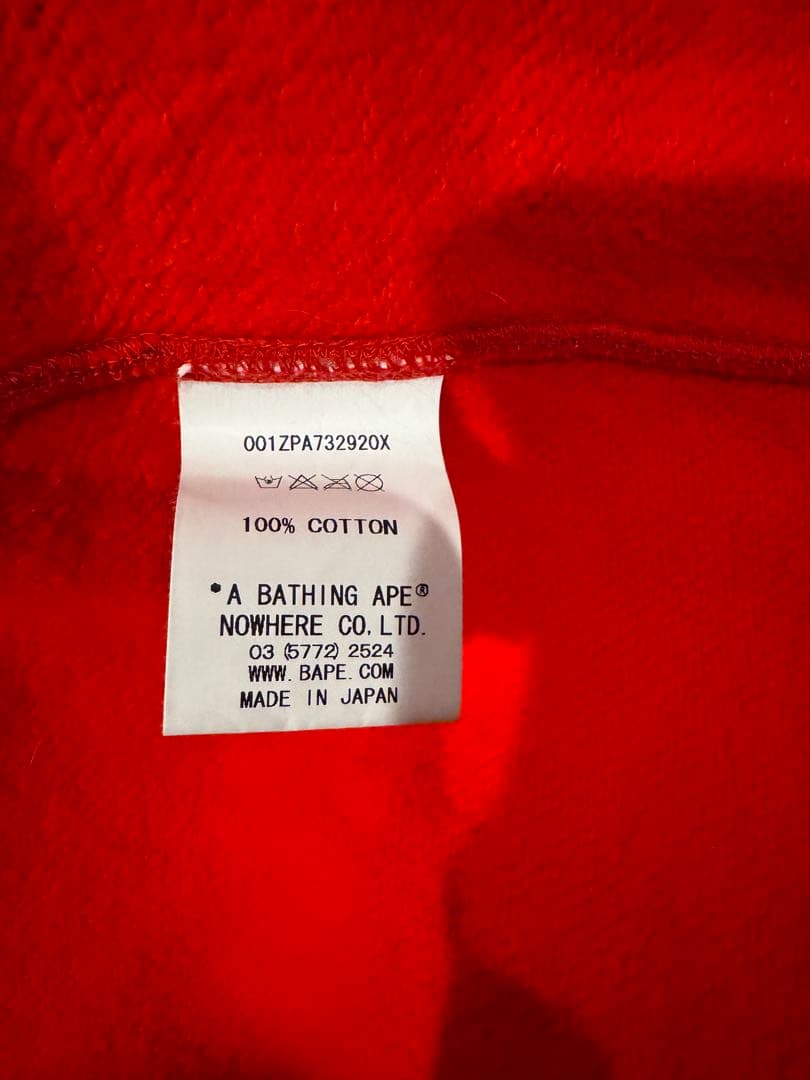 001ZPA732920X
100% COTTON
*A BATHING APE®
NOWHERE CO,LTD.
03 (5772) 2524
WWW. BAPE. COM
MADE IN JAPAN